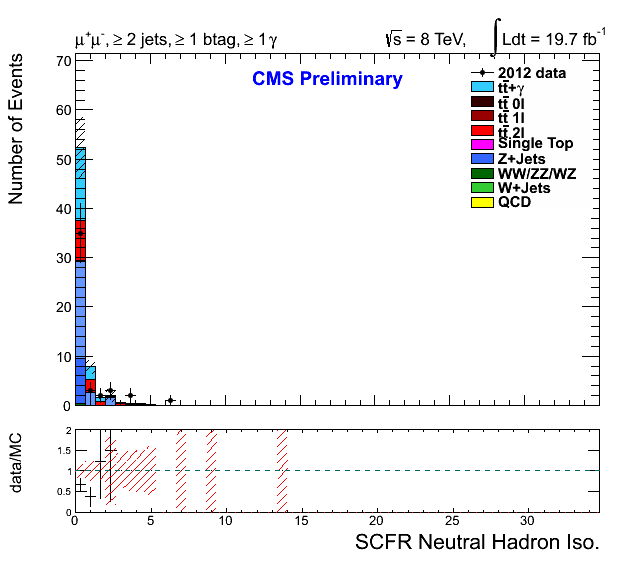 μ⁺μ⁻, ≥ 2 jets, ≥ 1 btag, ≥ 1 γ
√s = 8 TeV, ∫ Ldt = 19.7 fb⁻¹
CMS Preliminary
2012 data
tt̄+γ
tt̄ 0l
tt̄ 1l
tt̄ 2l
Single Top
Z+Jets
WW/ZZ/WZ
W+Jets
QCD
Number of Events
70
60
50
40
30
20
10
0
data/MC
2
1.5
1
0.5
0
0 5 10 15 20 25 30
SCFR Neutral Hadron Iso.